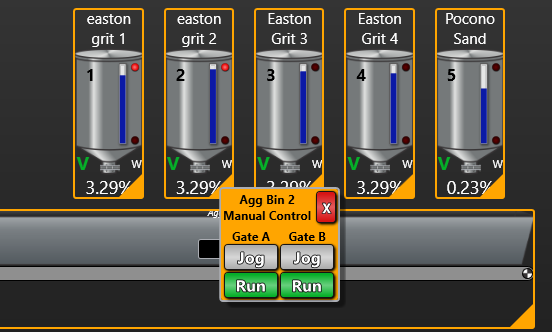 easton
grit 1
easton
grit 2
Easton
Grit 3
Easton
Grit 4
Pocono
Sand
1
2
3
4
5
V
W
V
W
V
W
V
W
V
W
3.29%
3.29%
3.29%
3.29%
0.23%
Agg Bin 2
Manual Control
X
Gate A
Gate B
Jog
Jog
Run
Run